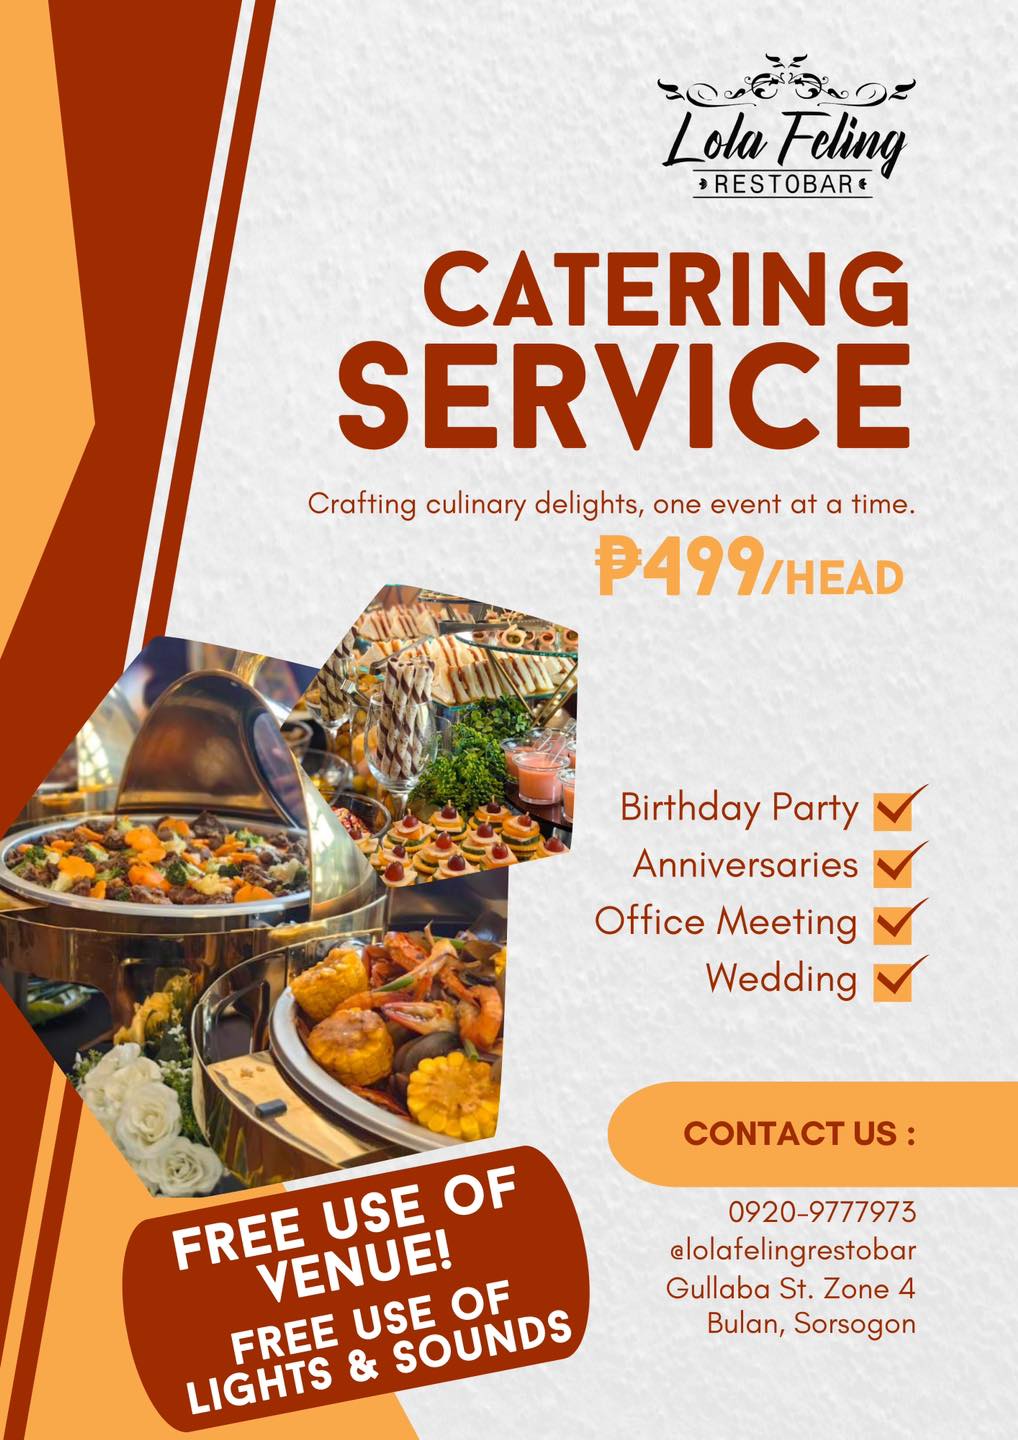 Lola Feling
RESTOBAR
CATERING
SERVICE
Crafting culinary delights, one event at a time.
₱499/HEAD
Birthday Party
Anniversaries
Office Meeting
Wedding
CONTACT US :
0920-9777973
@lolafelingrestobar
Gullaba St. Zone 4
Bulan, Sorsogon
FREE USE OF
VENUE!
FREE USE OF
LIGHTS & SOUNDS